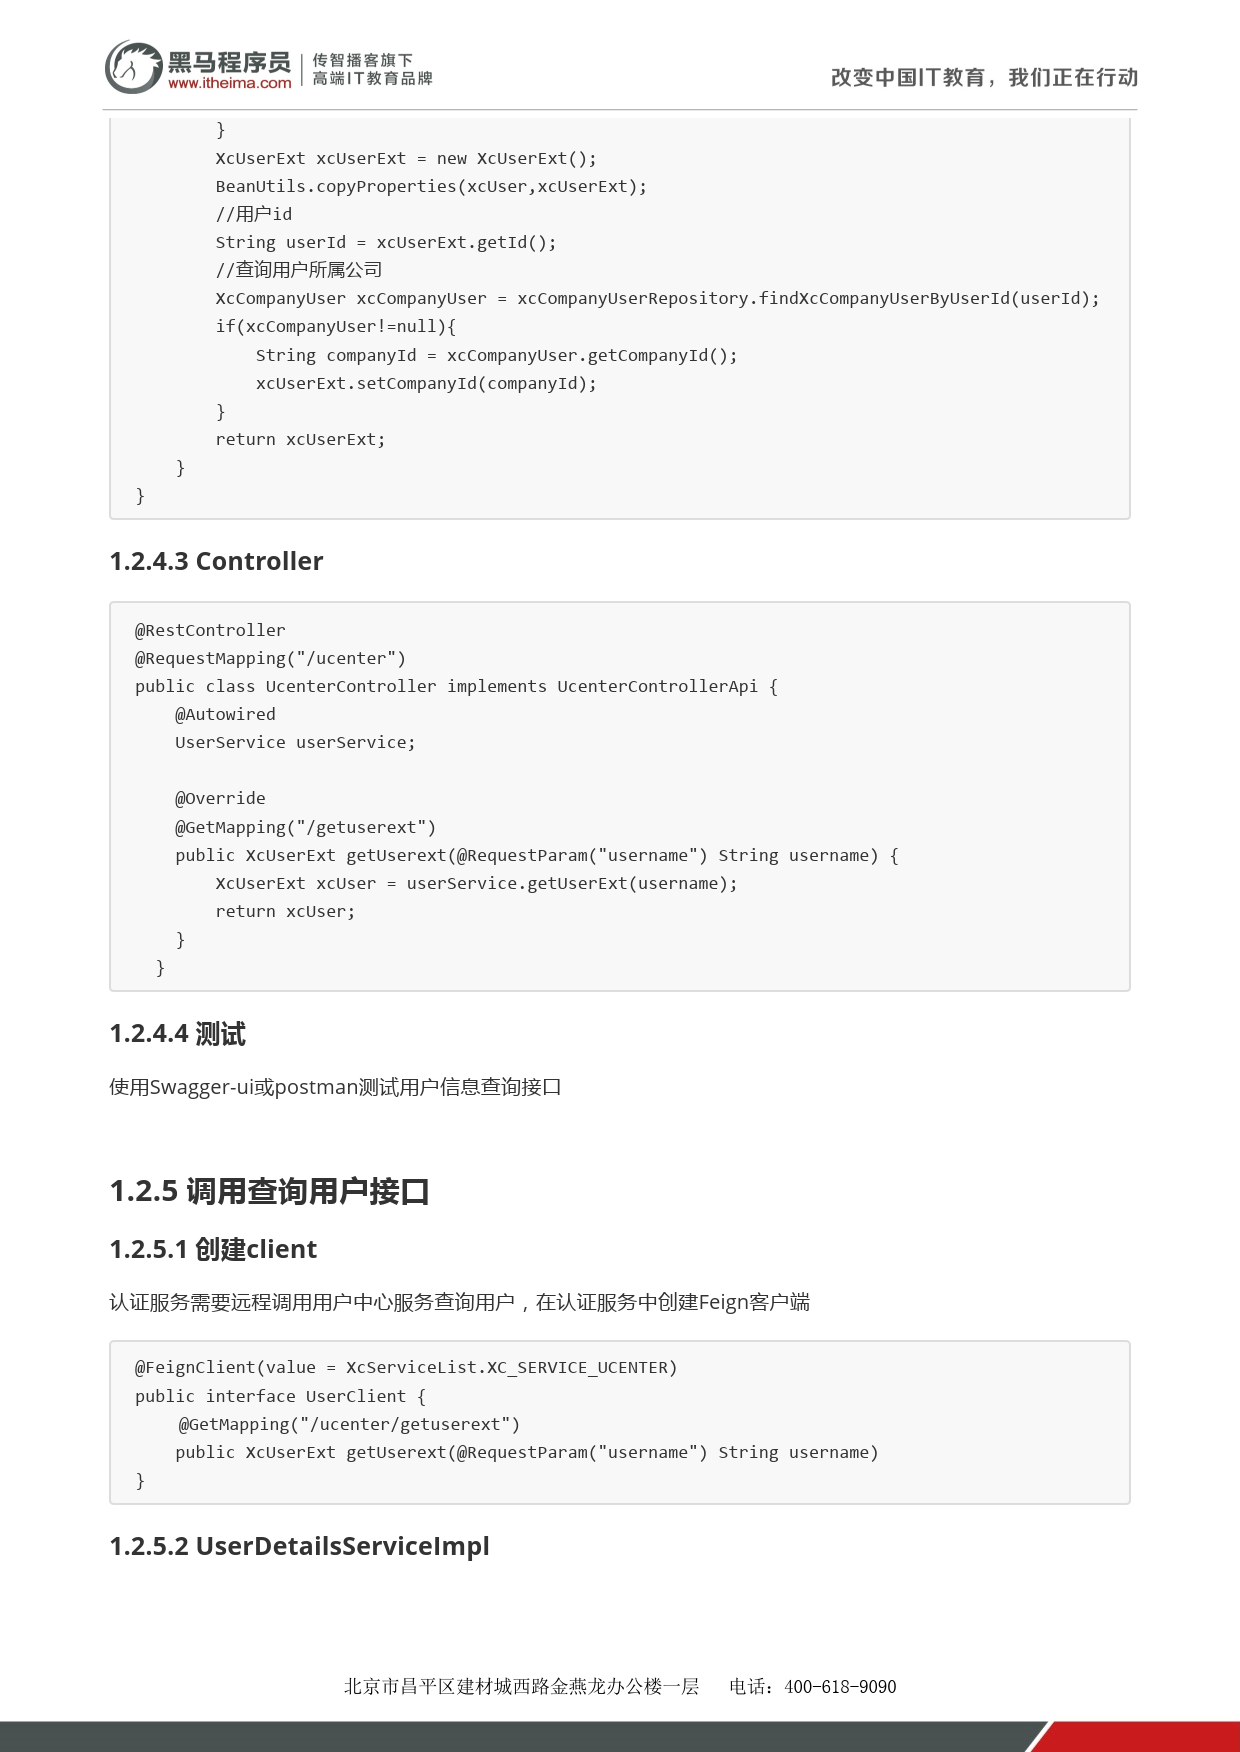 黑马程序员
www.itheima.com
传智播客旗下
高端IT教育品牌
改变中国IT教育，我们正在行动
        }
        XcUserExt xcUserExt = new XcUserExt();
        BeanUtils.copyProperties(xcUser,xcUserExt);
        //用户id
        String userId = xcUserExt.getId();
        //查询用户所属公司
        XcCompanyUser xcCompanyUser = xcCompanyUserRepository.findXcCompanyUserByUserId(userId);
        if(xcCompanyUser!=null){
            String companyId = xcCompanyUser.getCompanyId();
            xcUserExt.setCompanyId(companyId);
        }
        return xcUserExt;
    }
}
1.2.4.3 Controller
@RestController
@RequestMapping("/ucenter")
public class UcenterController implements UcenterControllerApi {
    @Autowired
    UserService userService;

    @Override
    @GetMapping("/getuserext")
    public XcUserExt getUserext(@RequestParam("username") String username) {
        XcUserExt xcUser = userService.getUserExt(username);
        return xcUser;
    }
  }
1.2.4.4 测试
使用Swagger-ui或postman测试用户信息查询接口
1.2.5 调用查询用户接口
1.2.5.1 创建client
认证服务需要远程调用用户中心服务查询用户，在认证服务中创建Feign客户端
@FeignClient(value = XcServiceList.XC_SERVICE_UCENTER)
public interface UserClient {
    @GetMapping("/ucenter/getuserext")
    public XcUserExt getUserext(@RequestParam("username") String username)
}
1.2.5.2 UserDetailsServiceImpl
北京市昌平区建材城西路金燕龙办公楼一层 电话：400-618-9090